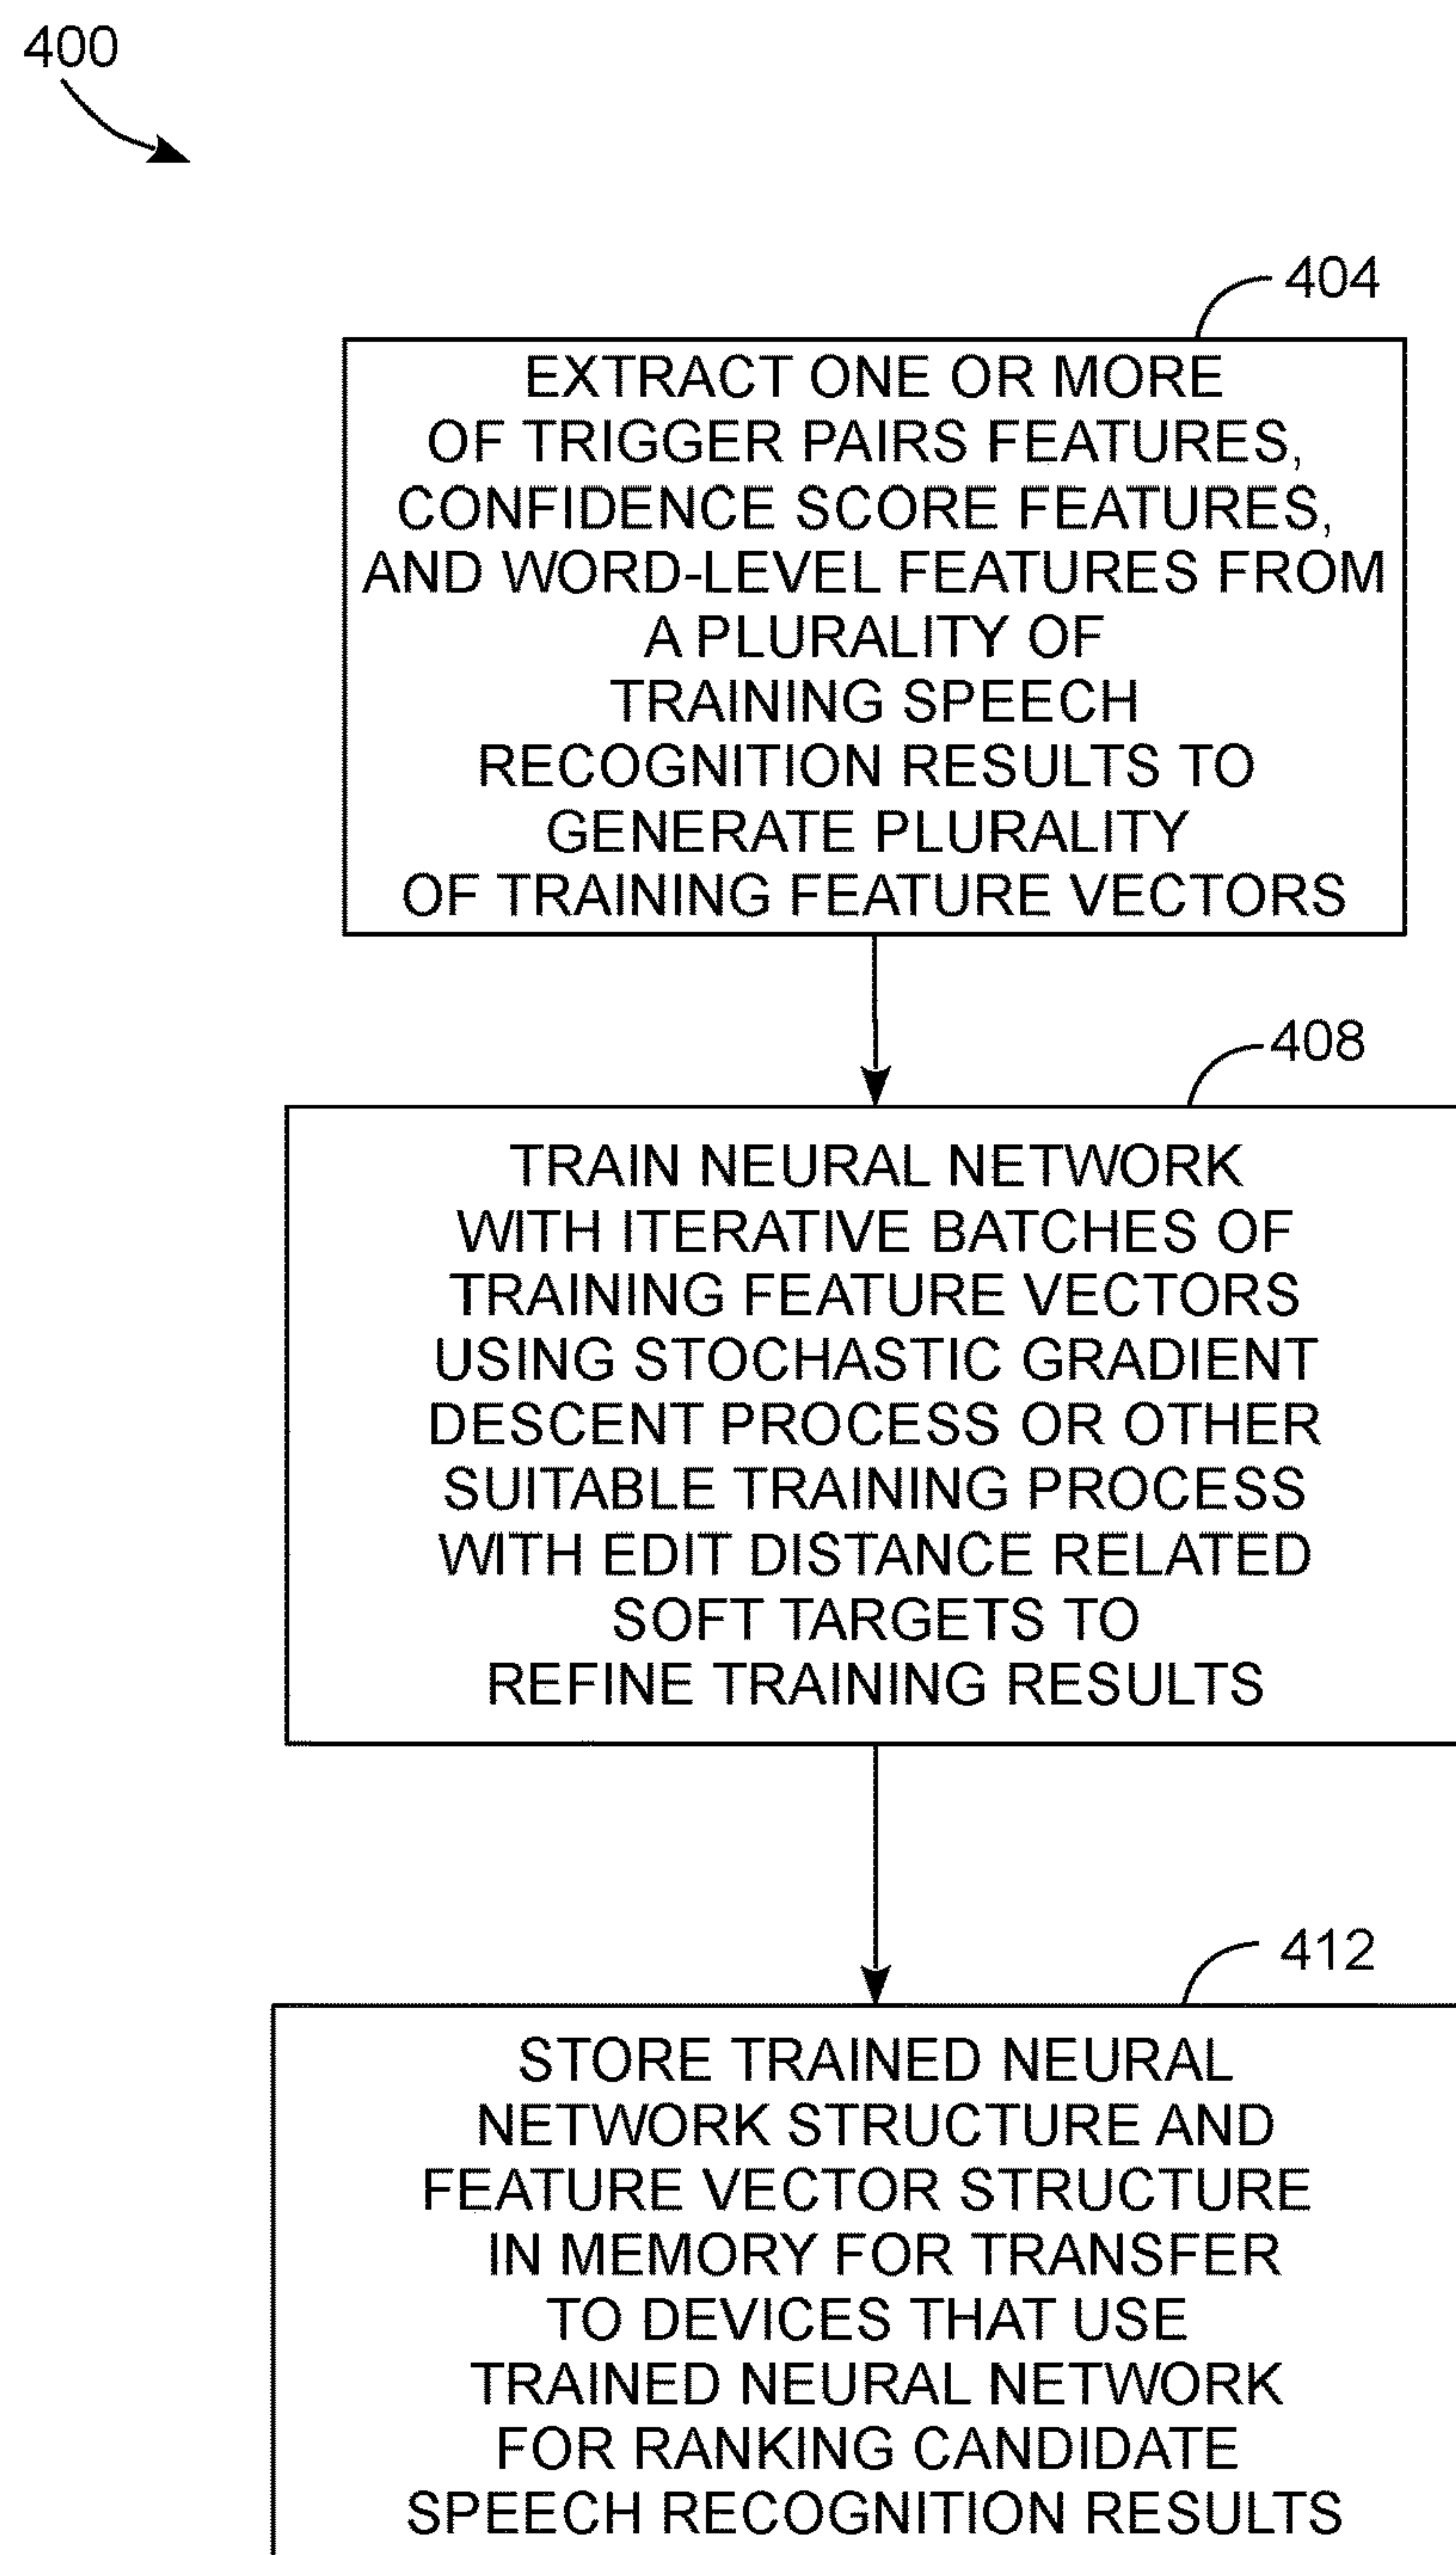 400
404
EXTRACT ONE OR MORE
OF TRIGGER PAIRS FEATURES,
CONFIDENCE SCORE FEATURES,
AND WORD-LEVEL FEATURES FROM
A PLURALITY OF
TRAINING SPEECH
RECOGNITION RESULTS TO
GENERATE PLURALITY
OF TRAINING FEATURE VECTORS
408
TRAIN NEURAL NETWORK
WITH ITERATIVE BATCHES OF
TRAINING FEATURE VECTORS
USING STOCHASTIC GRADIENT
DESCENT PROCESS OR OTHER
SUITABLE TRAINING PROCESS
WITH EDIT DISTANCE RELATED
SOFT TARGETS TO
REFINE TRAINING RESULTS
412
STORE TRAINED NEURAL
NETWORK STRUCTURE AND
FEATURE VECTOR STRUCTURE
IN MEMORY FOR TRANSFER
TO DEVICES THAT USE
TRAINED NEURAL NETWORK
FOR RANKING CANDIDATE
SPEECH RECOGNITION RESULTS